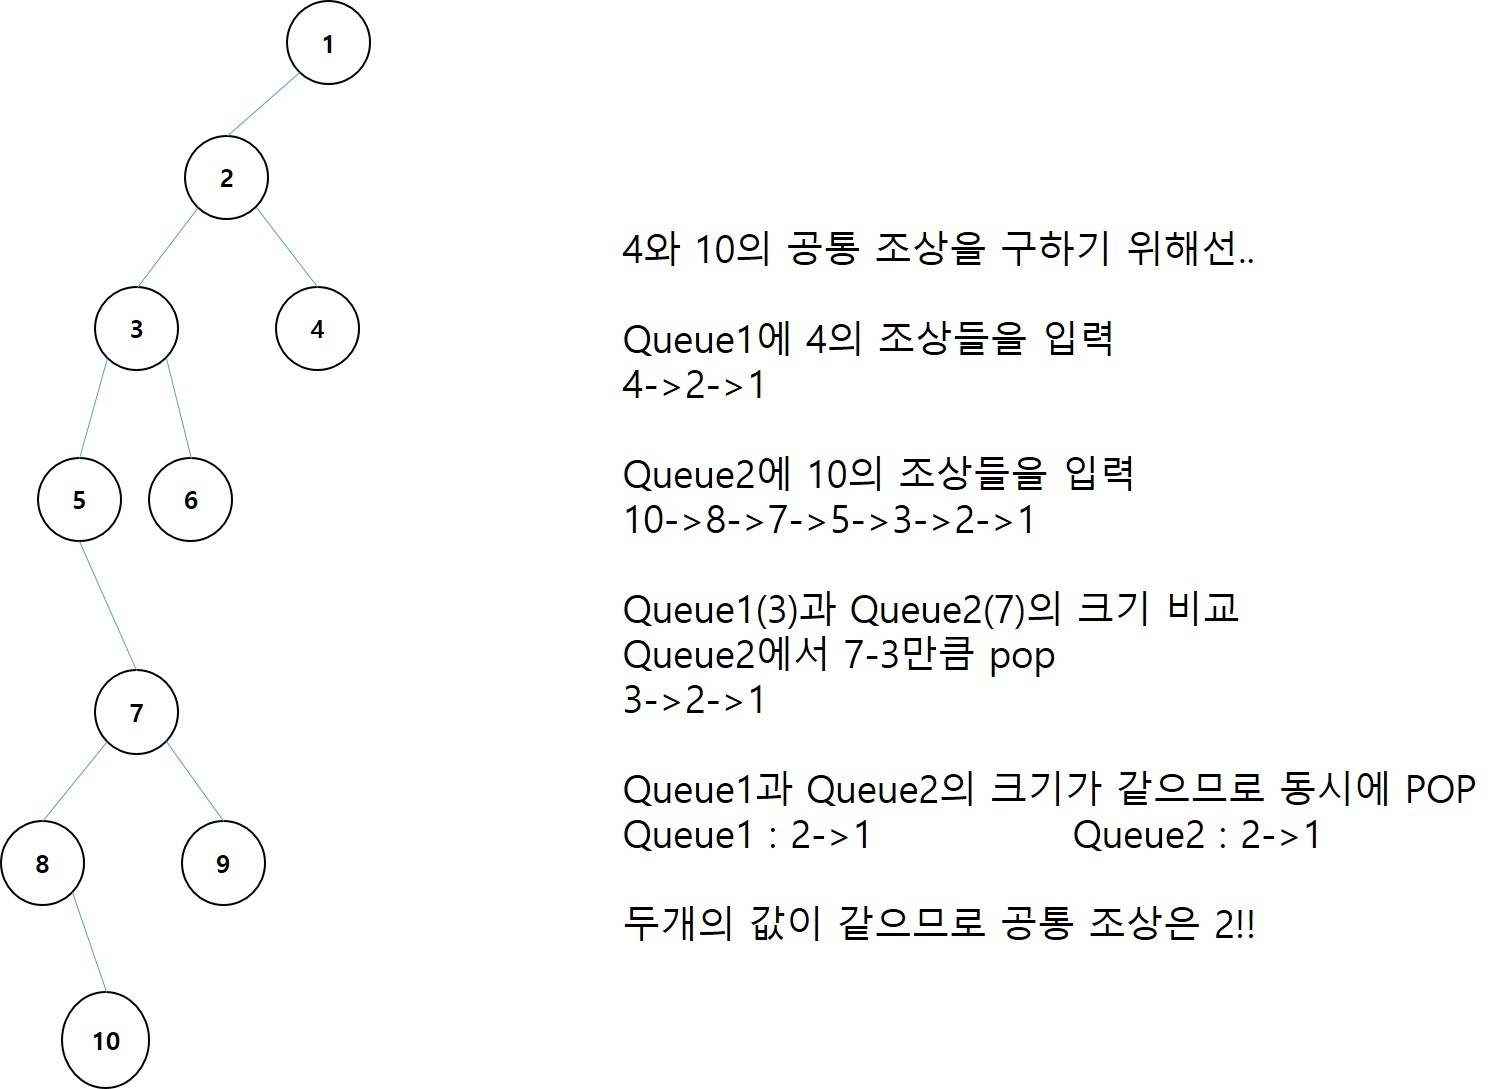 1
2
3
4
5
6
7
8
9
10
4와 10의 공통 조상을 구하기 위해선..
Queue1에 4의 조상들을 입력
4->2->1
Queue2에 10의 조상들을 입력
10->8->7->5->3->2->1
Queue1(3)과 Queue2(7)의 크기 비교
Queue2에서 7-3만큼 pop
3->2->1
Queue1과 Queue2의 크기가 같으므로 동시에 POP
Queue1 : 2->1 Queue2 : 2->1
두개의 값이 같으므로 공통 조상은 2!!